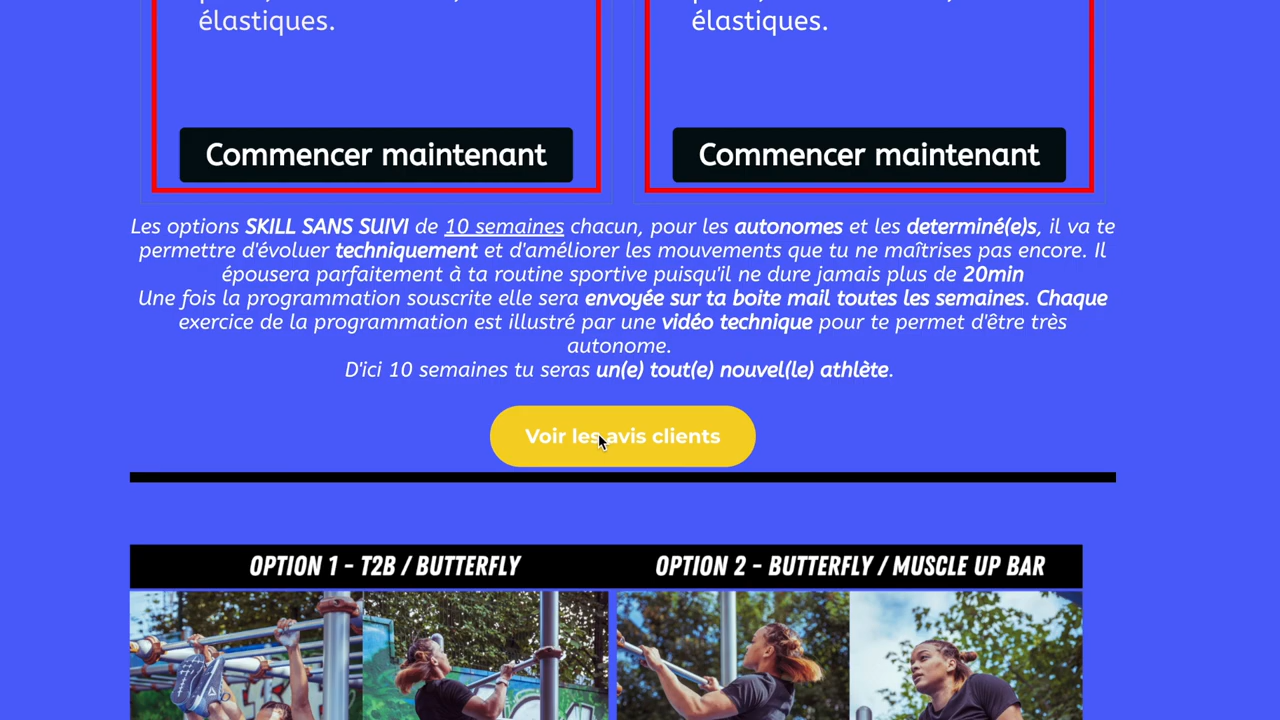 élastiques.
élastiques.
Commencer maintenant
Commencer maintenant
Les options SKILL SANS SUIVI de 10 semaines chacun, pour les autonomes et les determiné(e)s, il va te
permettre d'évoluer techniquement et d'améliorer les mouvements que tu ne maîtrises pas encore. Il
épousera parfaitement à ta routine sportive puisqu'il ne dure jamais plus de 20min
Une fois la programmation souscrite elle sera envoyée sur ta boite mail toutes les semaines. Chaque
exercice de la programmation est illustré par une vidéo technique pour te permet d'être très
autonome.
D'ici 10 semaines tu seras un(e) tout(e) nouvel(le) athlète.
Voir les avis clients
OPTION 1 - T2B / BUTTERFLY
OPTION 2 - BUTTERFLY / MUSCLE UP BAR